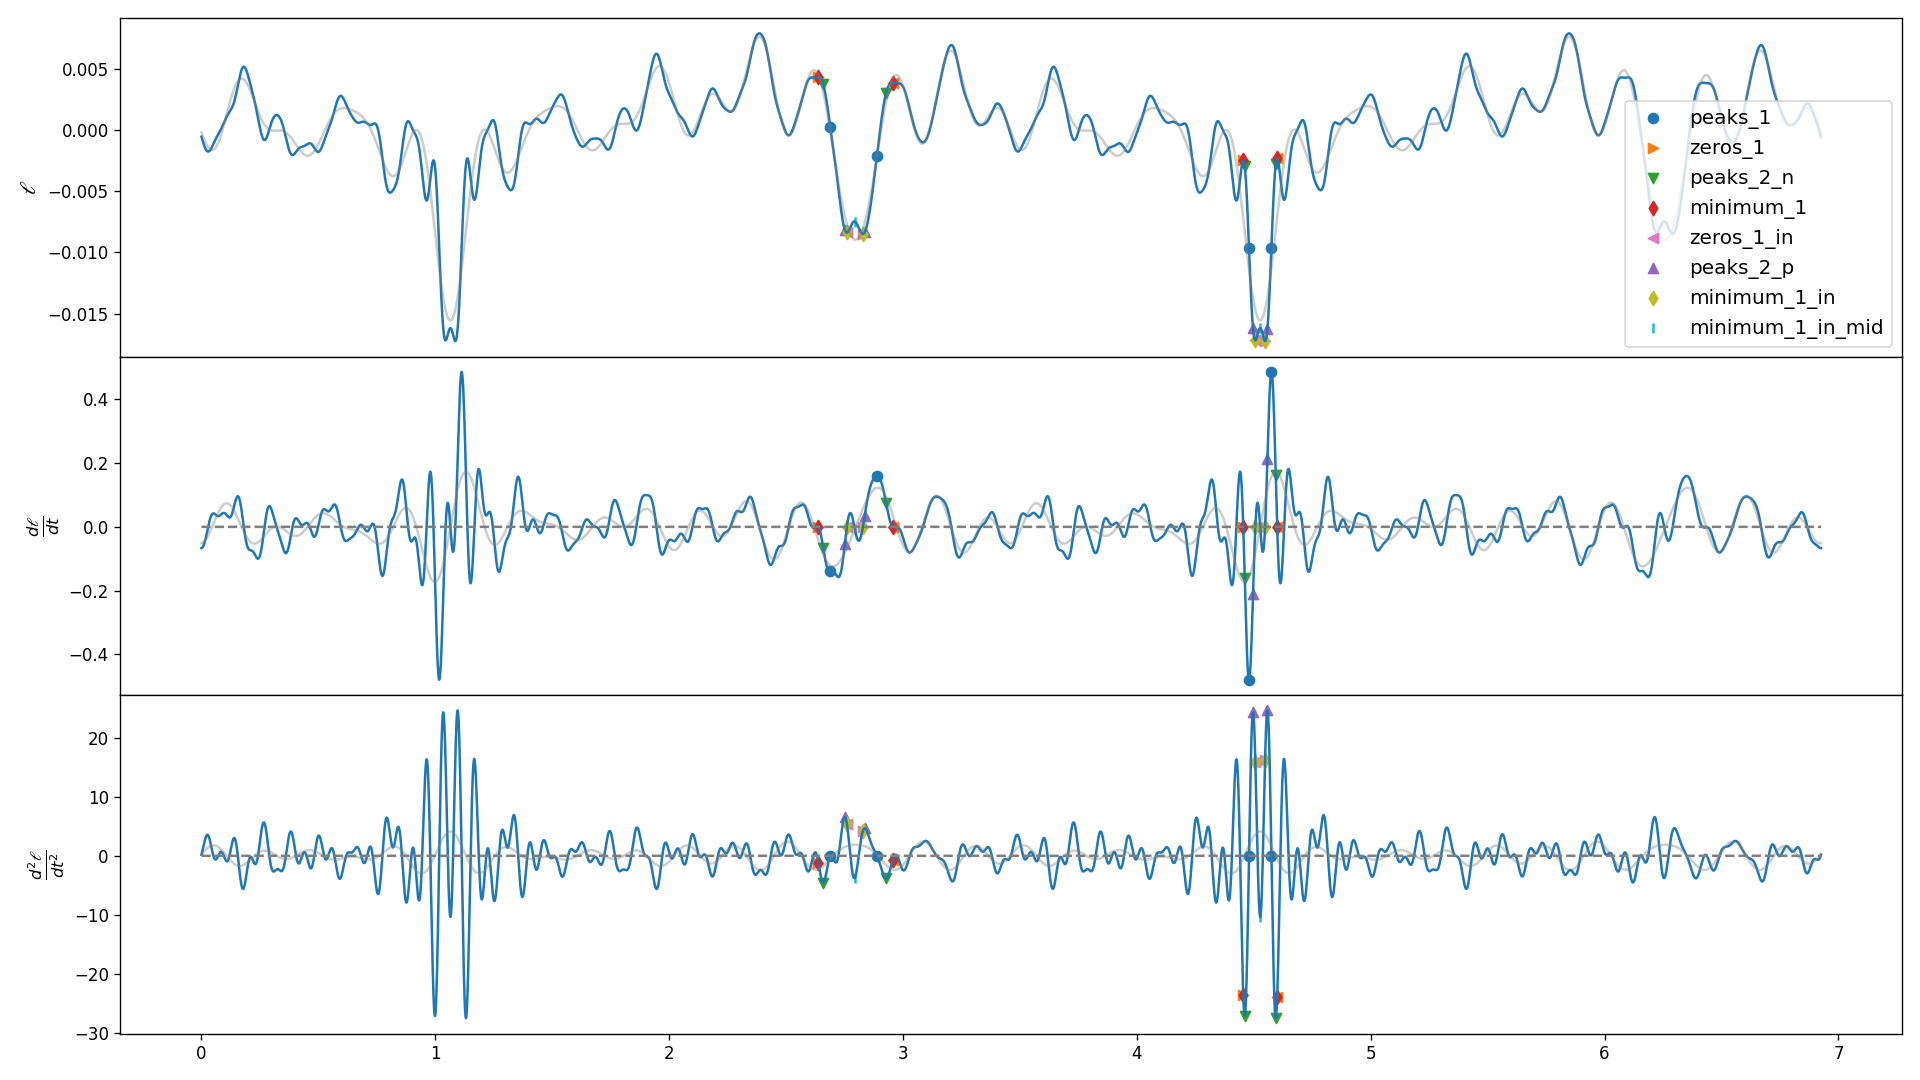 0.005
0.000
−0.005
−0.010
−0.015
ℓ
peaks_1
zeros_1
peaks_2_n
minimum_1
zeros_1_in
peaks_2_p
minimum_1_in
minimum_1_in_mid
0.4
0.2
0.0
−0.2
−0.4
dℓ/dt
20
10
0
−10
−20
−30
d²ℓ/dt²
0 1 2 3 4 5 6 7